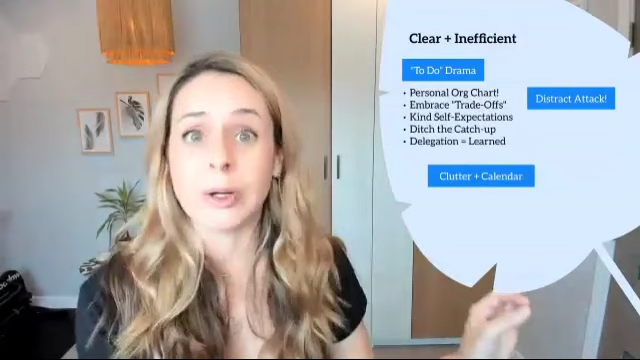 Clear + Inefficient
"To Do" Drama
• Personal Org Chart!
• Embrace "Trade-Offs"
• Kind Self-Expectations
• Ditch the Catch-up
• Delegation = Learned
Distract Attack!
Clutter + Calendar